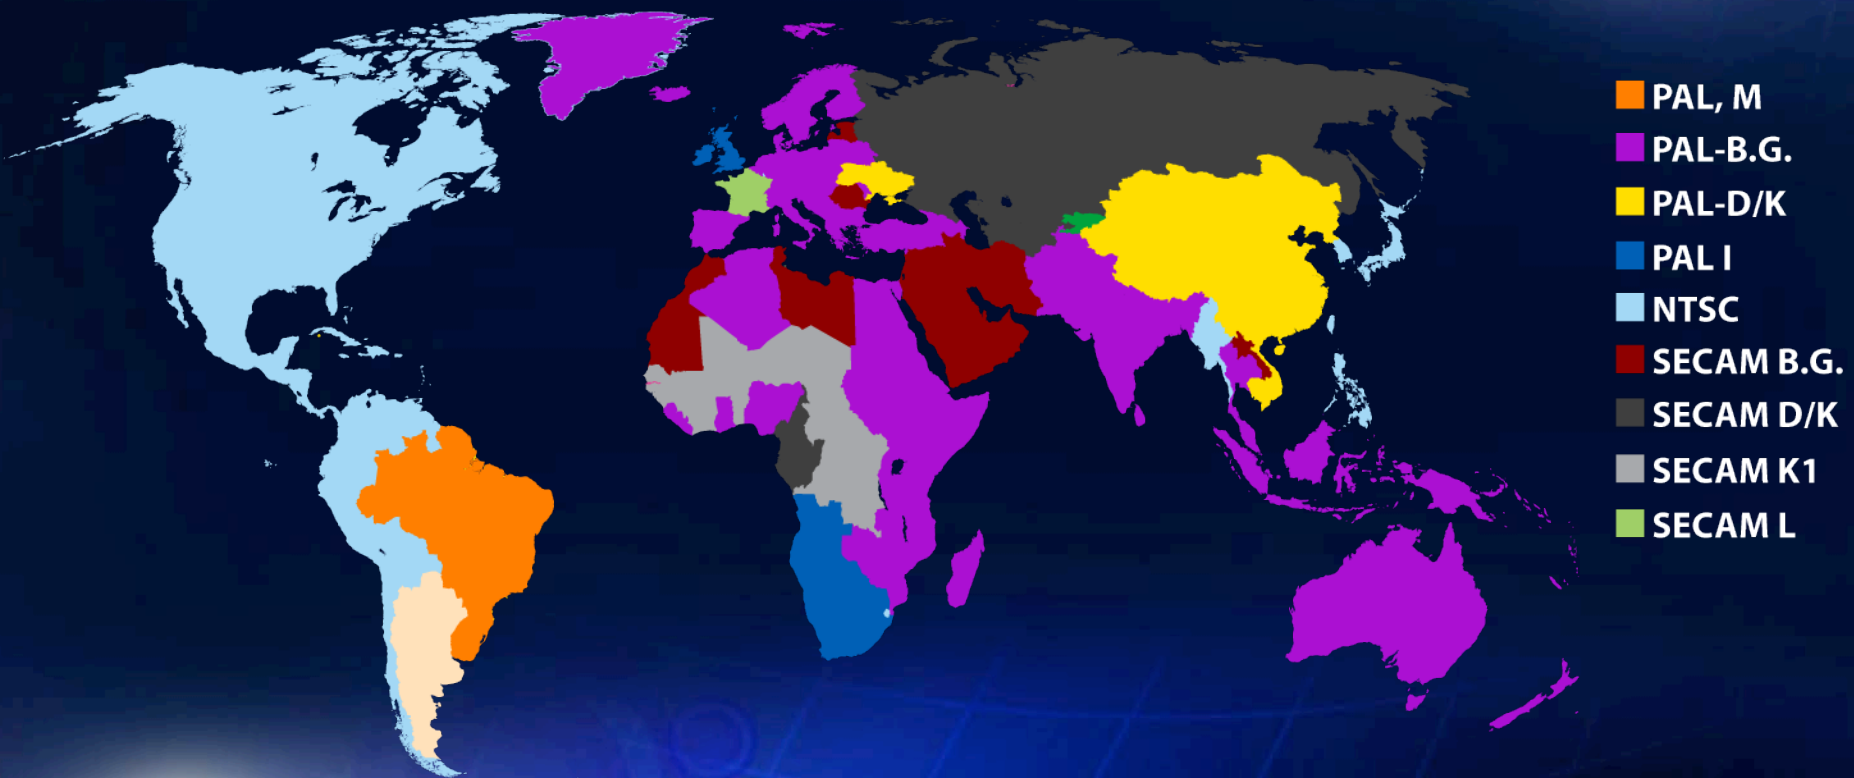 PAL, M
PAL-B.G.
PAL-D/K
PAL I
NTSC
SECAM B.G.
SECAM D/K
SECAM K1
SECAM L